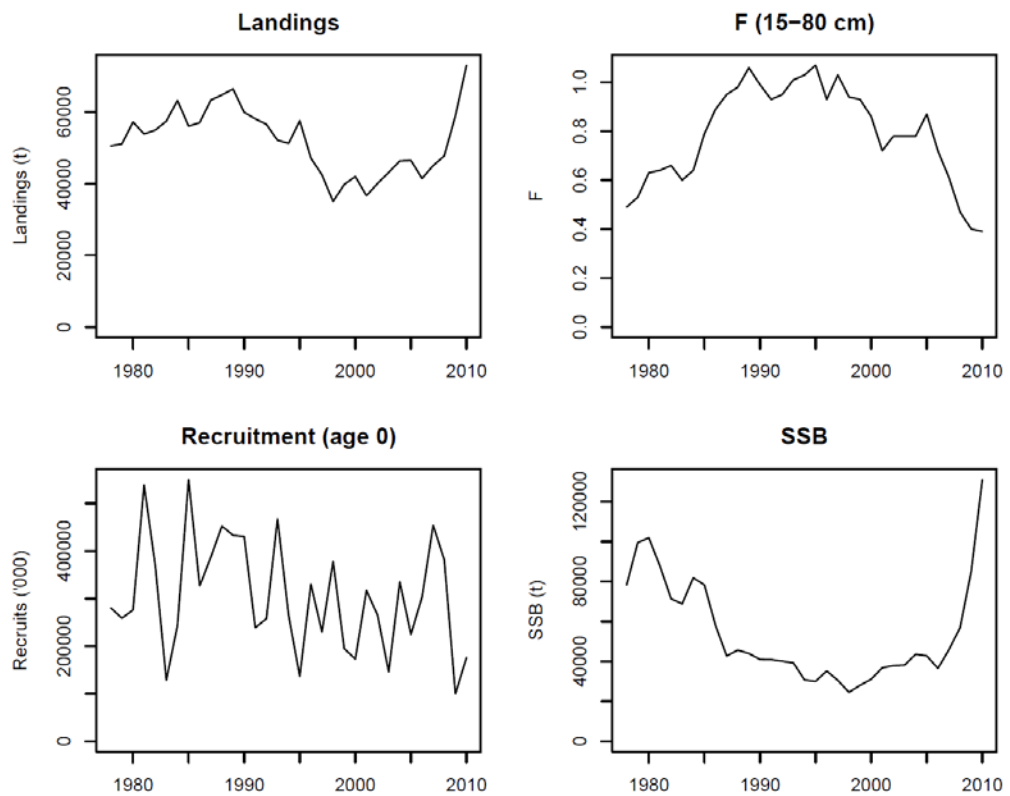 Landings
Landings (t)
60000
40000
20000
0
1980 1990 2000 2010
F (15−80 cm)
F
1.0
0.8
0.6
0.4
0.2
0.0
1980 1990 2000 2010
Recruitment (age 0)
Recruits ('000)
400000
200000
0
1980 1990 2000 2010
SSB
SSB (t)
120000
80000
40000
0
1980 1990 2000 2010